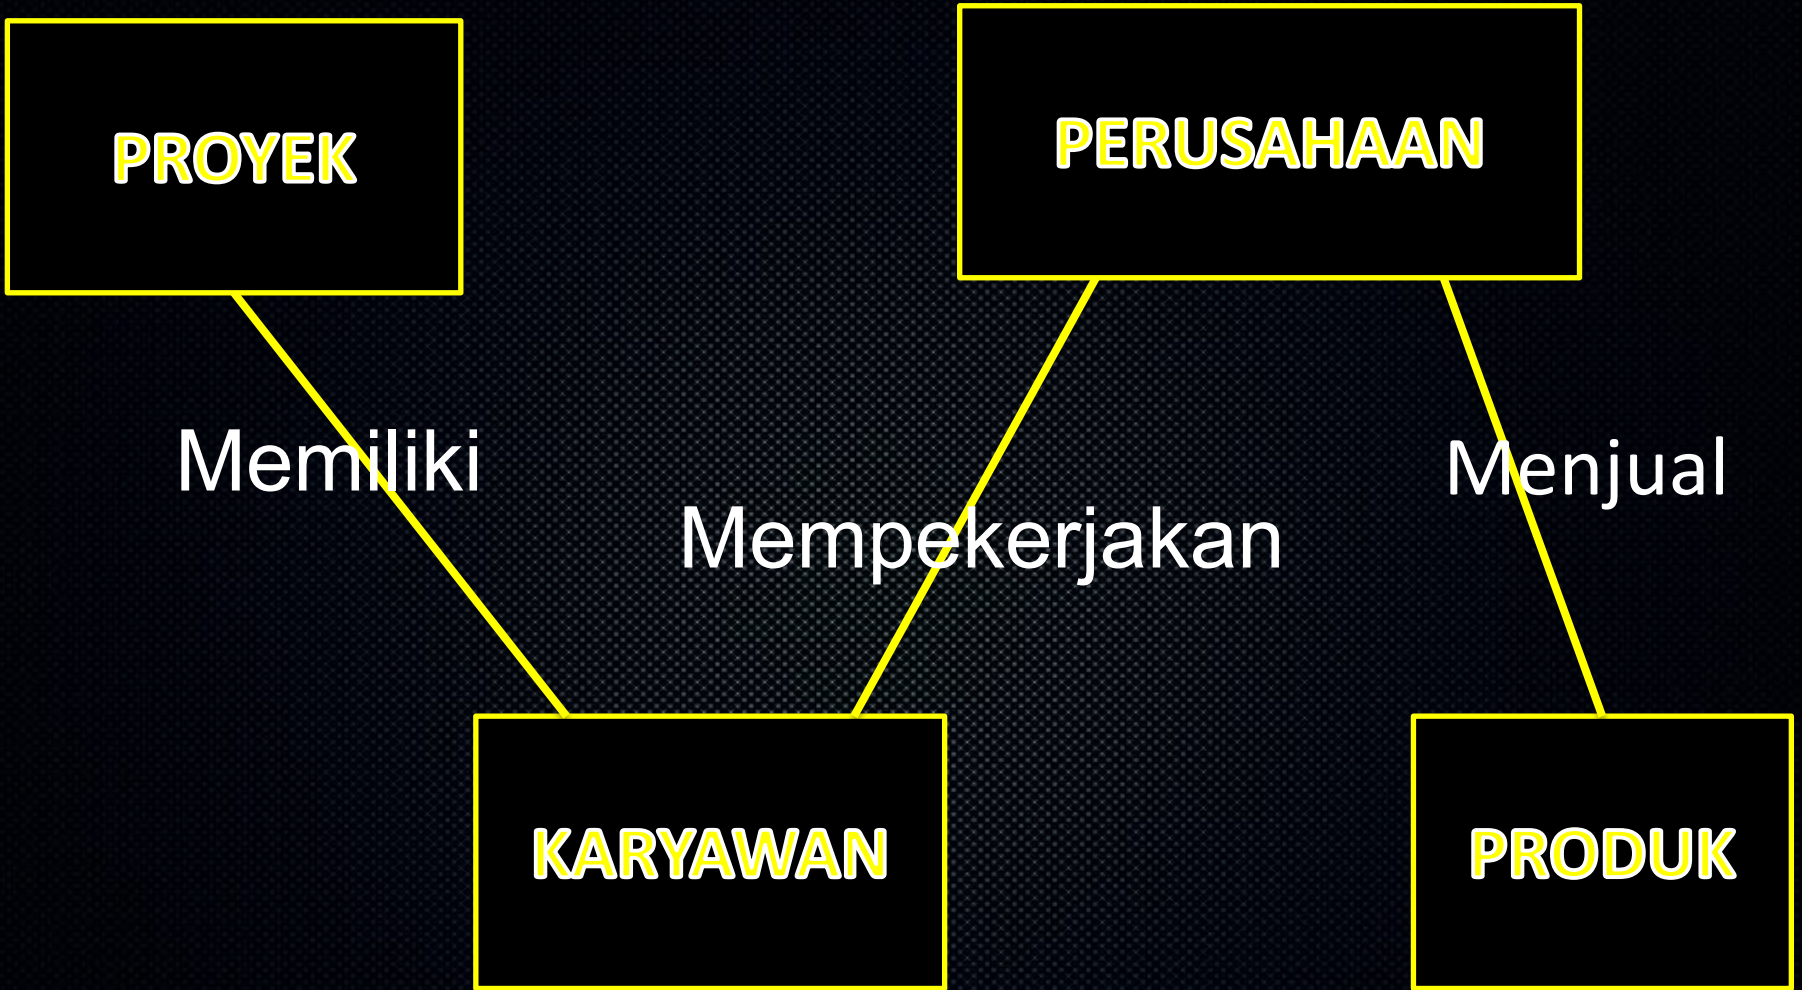 PROYEK
PERUSAHAAN
Memiliki
Mempekerjakan
Menjual
KARYAWAN
PRODUK